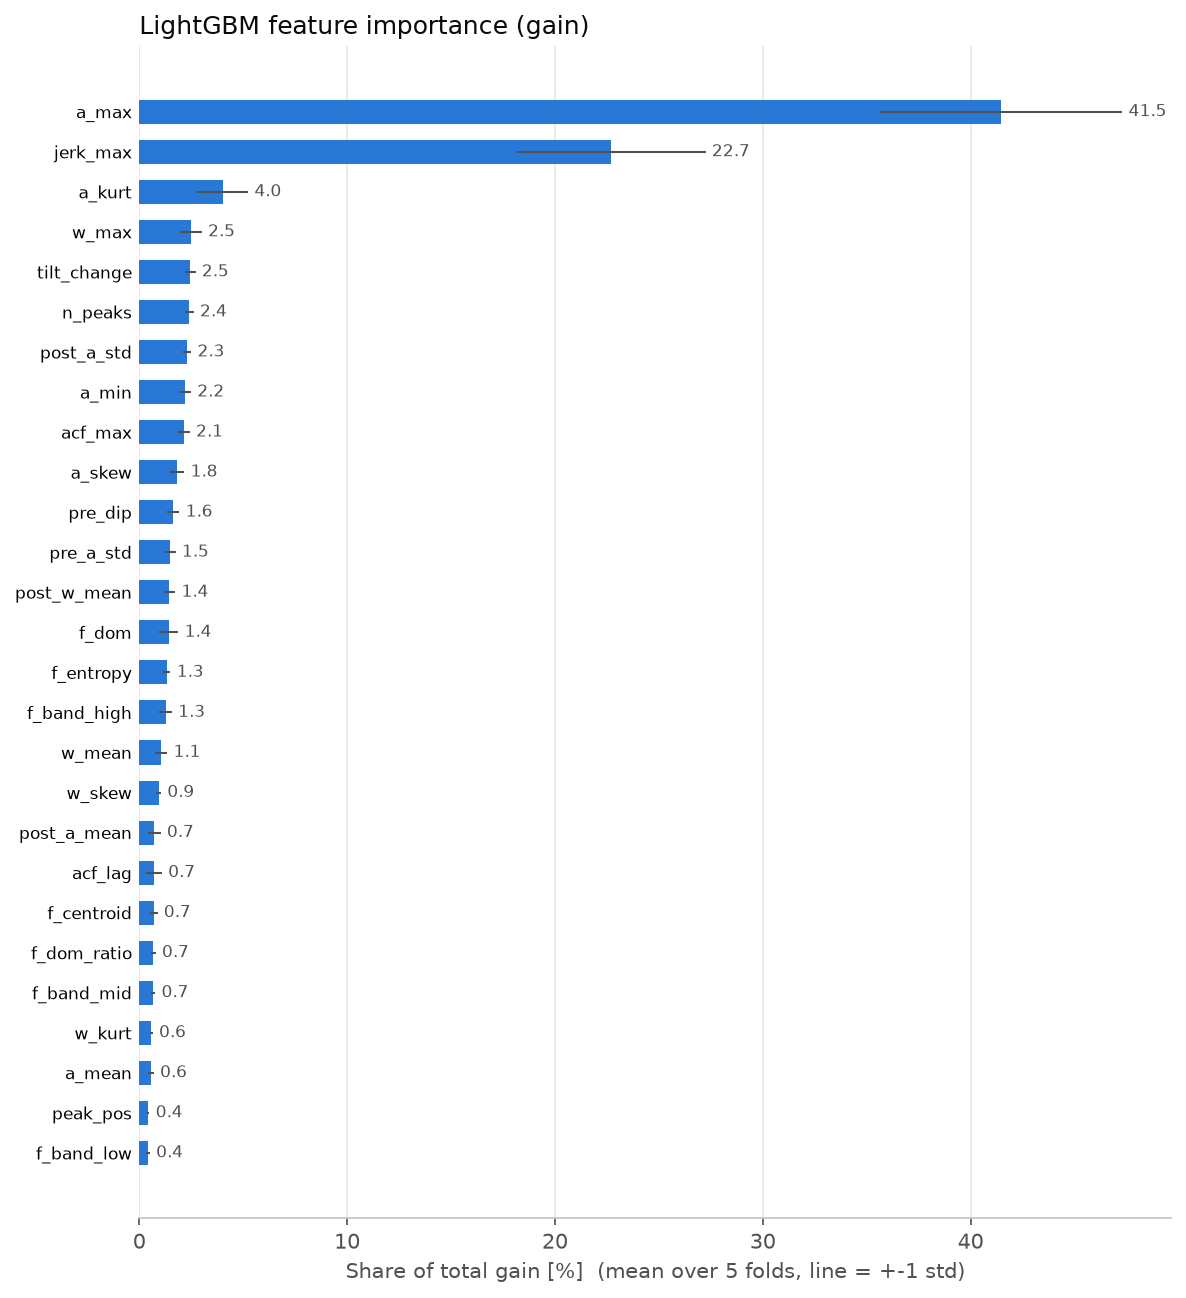 LightGBM feature importance (gain)
a_max 41.5
jerk_max 22.7
a_kurt 4.0
w_max 2.5
tilt_change 2.5
n_peaks 2.4
post_a_std 2.3
a_min 2.2
acf_max 2.1
a_skew 1.8
pre_dip 1.6
pre_a_std 1.5
post_w_mean 1.4
f_dom 1.4
f_entropy 1.3
f_band_high 1.3
w_mean 1.1
w_skew 0.9
post_a_mean 0.7
acf_lag 0.7
f_centroid 0.7
f_dom_ratio 0.7
f_band_mid 0.7
w_kurt 0.6
a_mean 0.6
peak_pos 0.4
f_band_low 0.4
0 10 20 30 40
Share of total gain [%]  (mean over 5 folds, line = +-1 std)